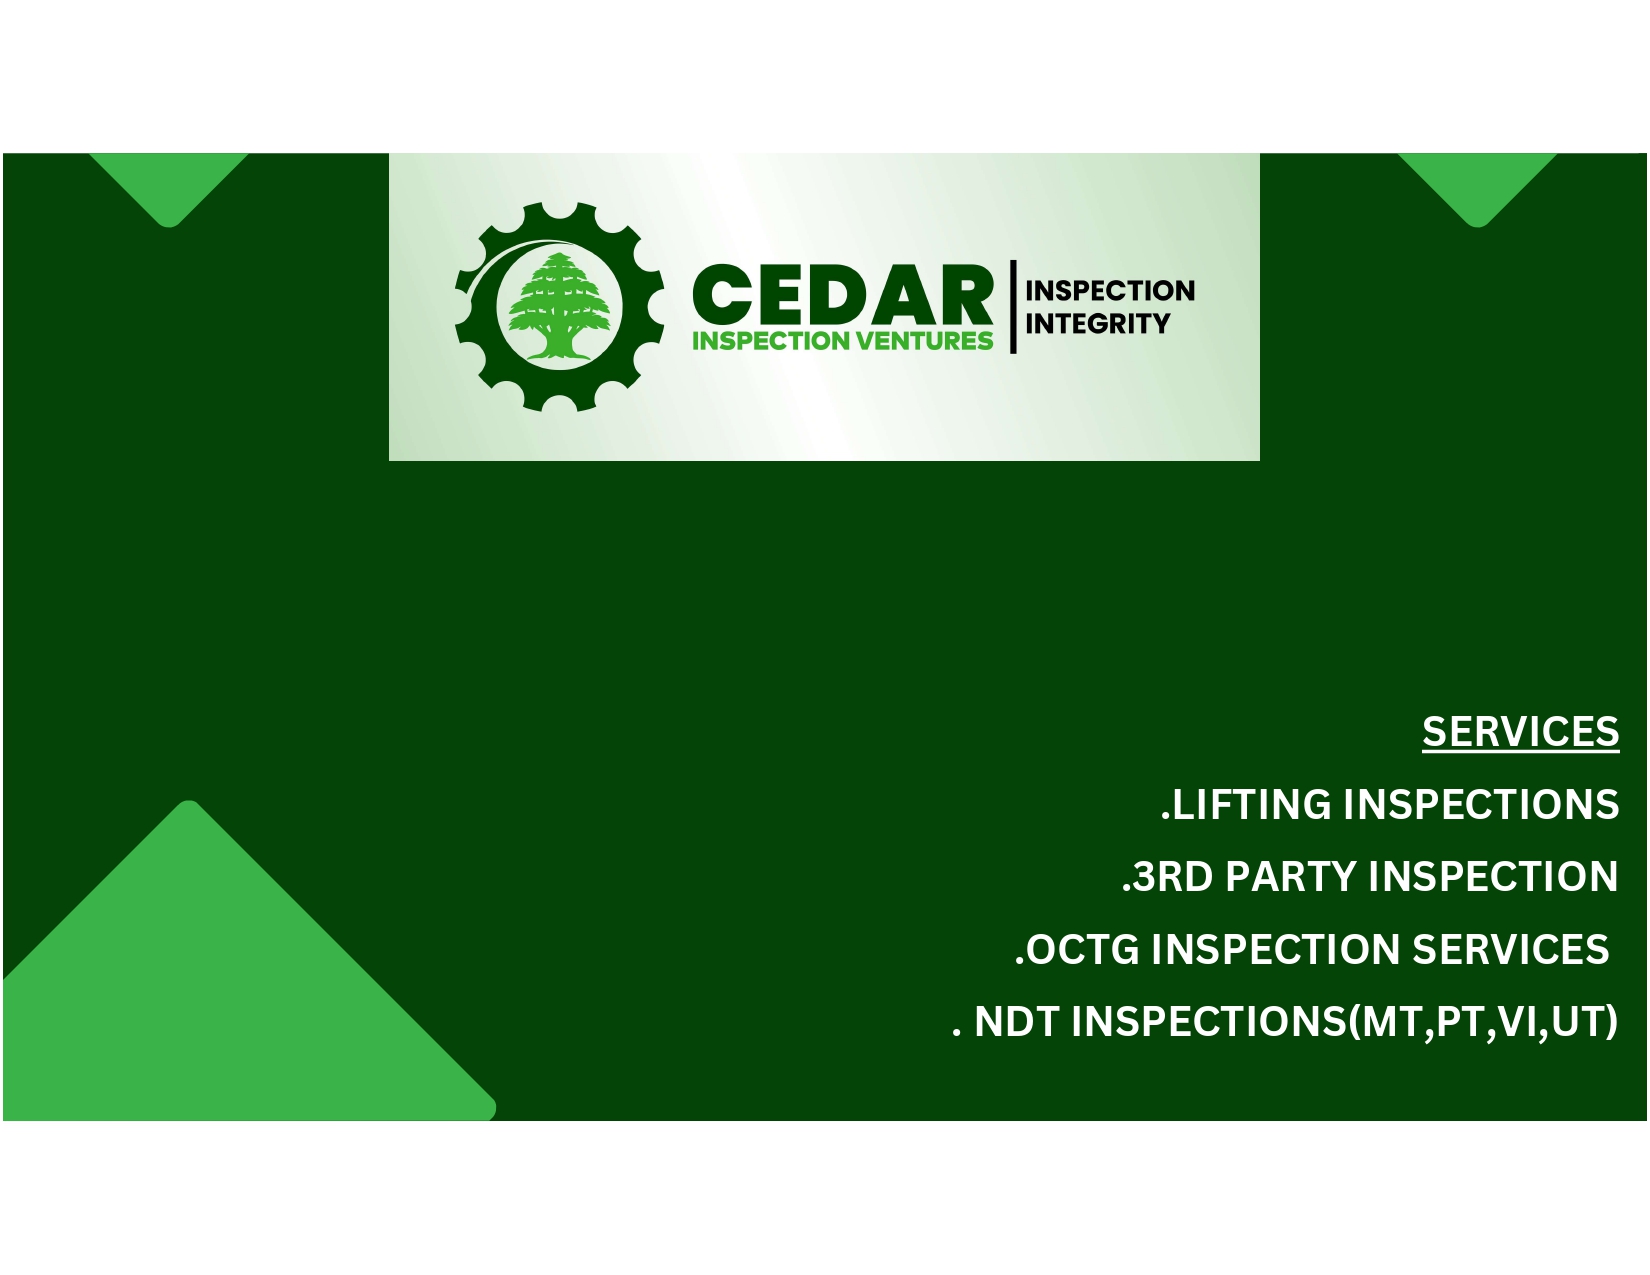 CEDAR
INSPECTION VENTURES
INSPECTION
INTEGRITY
SERVICES
.LIFTING INSPECTIONS
.3RD PARTY INSPECTION
.OCTG INSPECTION SERVICES
. NDT INSPECTIONS(MT,PT,VI,UT)